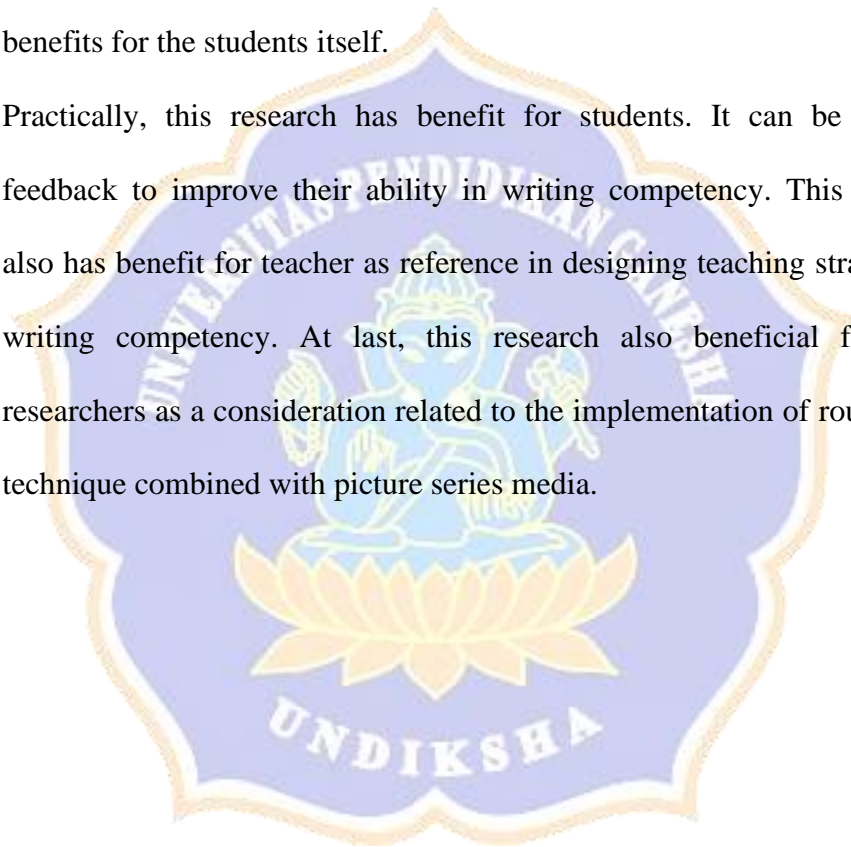 benefits for the students itself.
Practically, this research has benefit for students. It can be
feedback to improve their ability in writing competency. This
also has benefit for teacher as reference in designing teaching
writing competency. At last, this research also beneficial
researchers as a consideration related to the implementation of
technique combined with picture series media.
UNIVERSITAS PENDIDIKAN GANESHA
UNDIKSHA